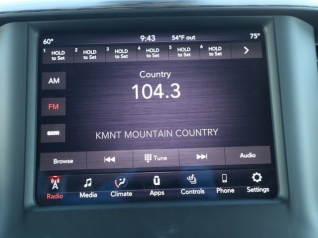 60° 9:43 54°F out 75°
1 HOLD to Set 2 HOLD to Set 3 HOLD to Set 4 HOLD to Set 5 HOLD to Set 6 HOLD to Set
AM
Country
FM
104.3
KMNT MOUNTAIN COUNTRY
Browse Tune Audio
Radio Media Climate Apps Controls Phone Settings